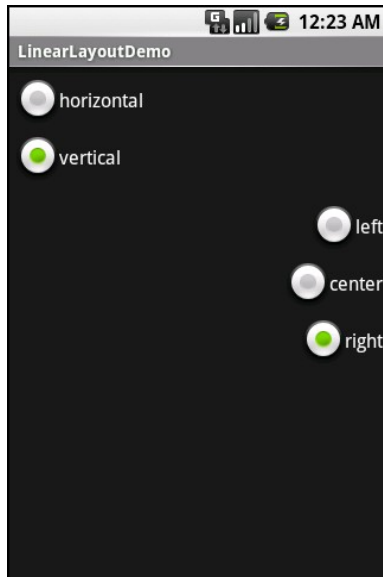 12:23 AM
LinearLayoutDemo
horizontal
vertical
left
center
right